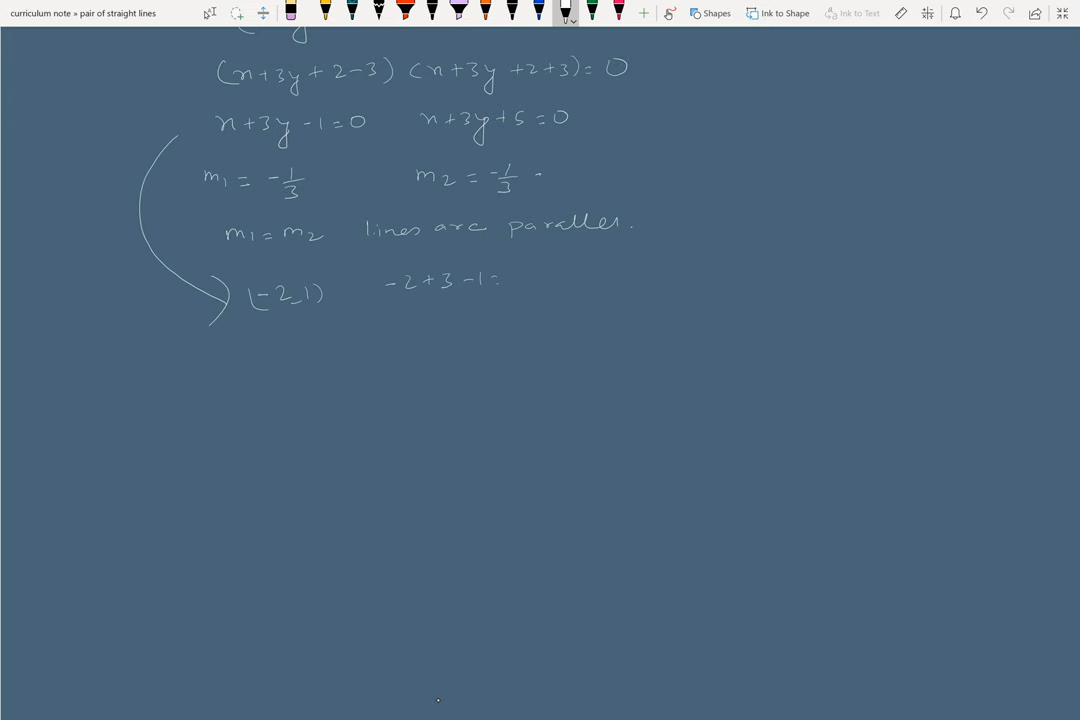 curriculum note » pair of straight lines
Shapes
Ink to Shape
Ink to Text
(x+3y+2-3) (x+3y+2+3)=0
x+3y-1=0 x+3y+5=0
m1 = -1/3 m2 = -1/3
m1=m2 lines are parallel.
(-2,1) -2+3-1=